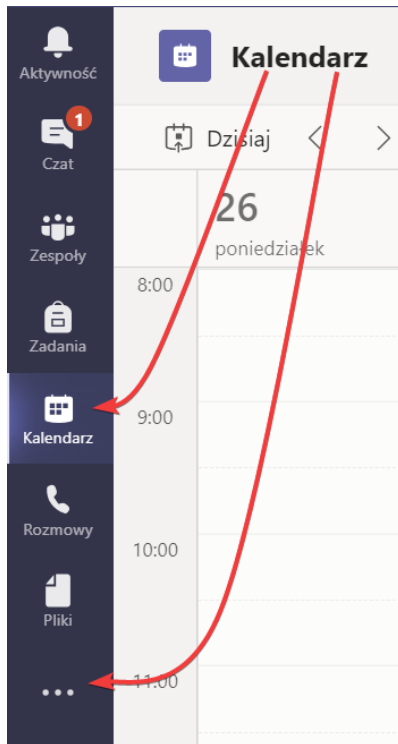 Aktywność
1
Czat
Zespoły
Zadania
Kalendarz
Rozmowy
Pliki
...
Kalendarz
Dzisiaj
26
poniedziałek
8:00
9:00
10:00
11:00